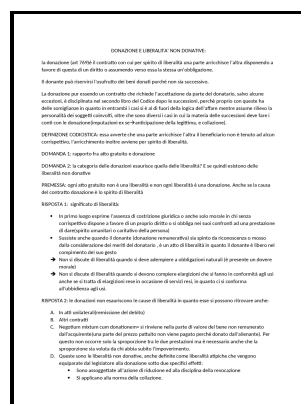 DONAZIONE E LIBERALITA' NON DONATIVE:
la donazione (art 769)è il contratto con cui per spirito di liberalità una parte arricchisce l'altra disponendo a
favore di questa di un diritto o assumendo verso essa la stessa un'obbligazione.
Il donante può riservirsi l'usufrutto dei beni donati purché non sia successivo.
La donazione pur essendo un contratto che richiede l'accettazione da parte del donatario, salvo alcune
eccezioni, è disciplinata nel secondo libro del Codice dopo le successioni, perché proprio con questa ha
delle somiglianze in quanto in entrambi i casi si è al di fuori della logica dell'affare mentre assume rilievo la
personalità dei soggetti coinvolti, oltre che sono diversi i casi in cui la materia delle successioni deve fare i
conti con le donazioni(imputazioni ex se→anticipazione della legittima, e collazione).
DEFINIZONE CODICISTICA: essa avverte che una parte arricchisce l'altra il beneficiario non è tenuto ad alcun
corrispettivo, l'arricchimento inoltre avviene per spirito di liberalità.
DOMANDA 1: rapporto fra atto gratuito e donazione
DOMANDA 2: la categoria delle donazioni esaurisce quella delle liberalità? E se quindi esistono delle
liberalità non donative
PREMESSA: ogni atto gratuito non è una liberalità e non ogni liberalità è una donazione. Anche se la causa
del contratto donazione è lo spirito di liberalità
RISPOSTA 1: significato di liberalità:
• In primo luogo esprime l'assenza di costrizione giuridica o anche solo morale in chi senza
corrispettivo dispone a favore di un proprio diritto o si obbliga nei suoi confronti ad una prestazione
di dare(spirito umanitari o caritativo della persona)
• Sussiste anche quando il donante (donazione remuneratoria) sia spinto da riconoscenza o mosso
dalla considerazione dei meriti del donatario , è un atto di liberalità in quanto il donante è libero nel
compimento del suo gesto
➔ Non si discute di liberalità quando si deve adempiere a obbligazioni naturali (è presente un dovere
morale)
➔ Non si discute di liberalità quando si devono compiere elargizioni che si fanno in conformità agli usi
anche se si tratta di elargizioni rese in occasione di servizi resi, in quanto ci si conforma
all'ubbidienza agli usi.
RISPOSTA 2: le donazioni non esauriscono le cause di liberalità in quanto esse si possono ritrovare anche:
A. In atti unilaterali(remissione del debito)
B. Altri contratti
C. Negotium mixtum cum donatione→ si rinviene nella parte di valore del bene non remunerato
dall'acquirente(una parte del prezzo pattuito non viene pagato perché donato dall'alienante). Per
questo non occorre solo la sproporzione tra le due prestazioni ma è necessario anche che la
sproporzione sia voluta da chi abbia subito l'impoverimento.
D. Queste sono le liberalità non donative, anche definite come liberalità atipiche che vengono
equiparate dal legislatore alla donazione sotto due specifici effetti:
• Sono assoggettate all'azione di riduzione ed alla disciplina della revocazione
• Si applicano alla norma della collazione.